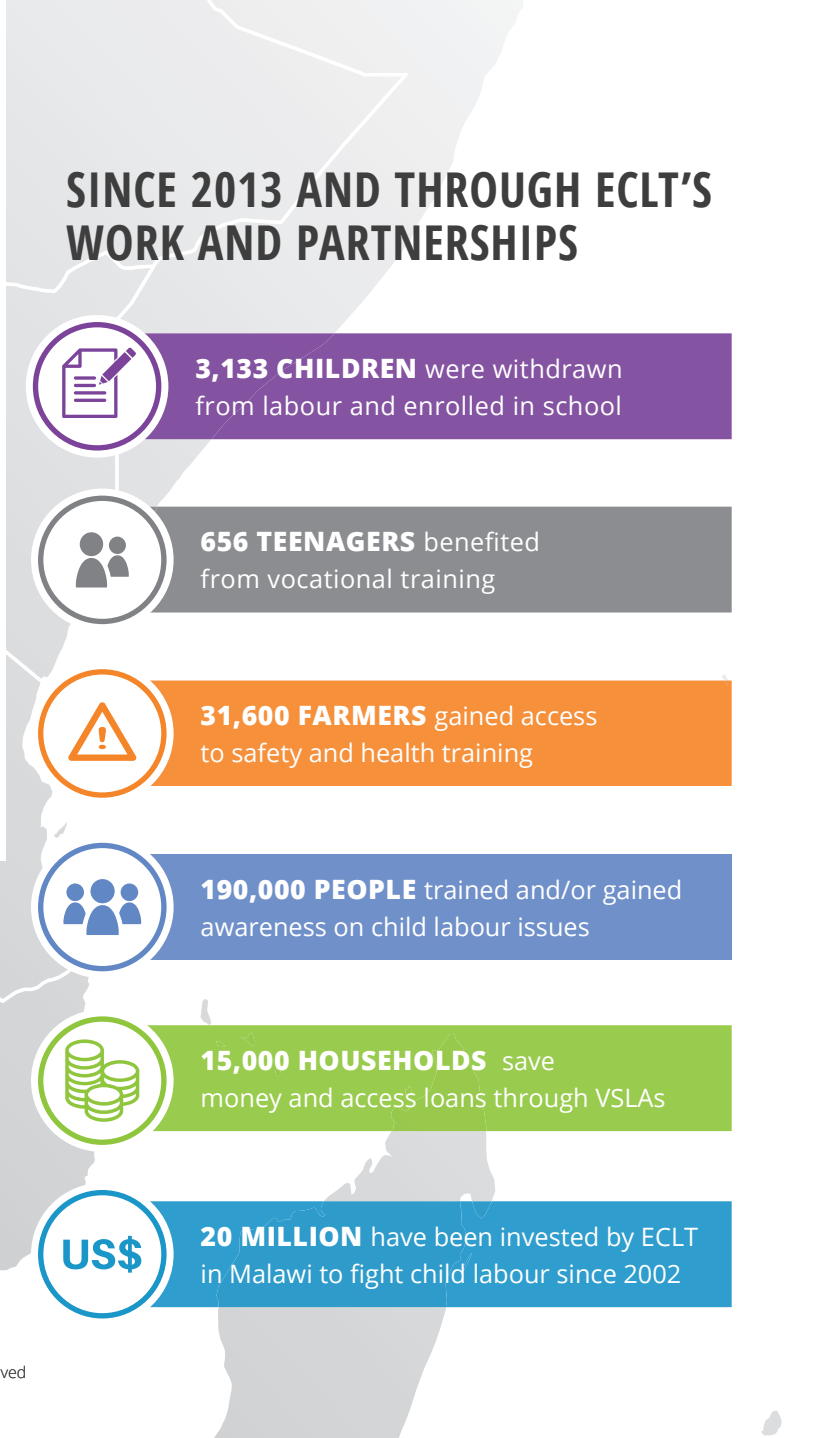 SINCE 2013 AND THROUGH ECLT'S
WORK AND PARTNERSHIPS
3,133 CHILDREN were withdrawn
from labour and enrolled in school
656 TEENAGERS benefited
from vocational training
31,600 FARMERS gained access
to safety and health training
190,000 PEOPLE trained and/or gained
awareness on child labour issues
15,000 HOUSEHOLDS save
money and access loans through VSLAs
US$
20 MILLION have been invested by ECLT
in Malawi to fight child labour since 2002
ved